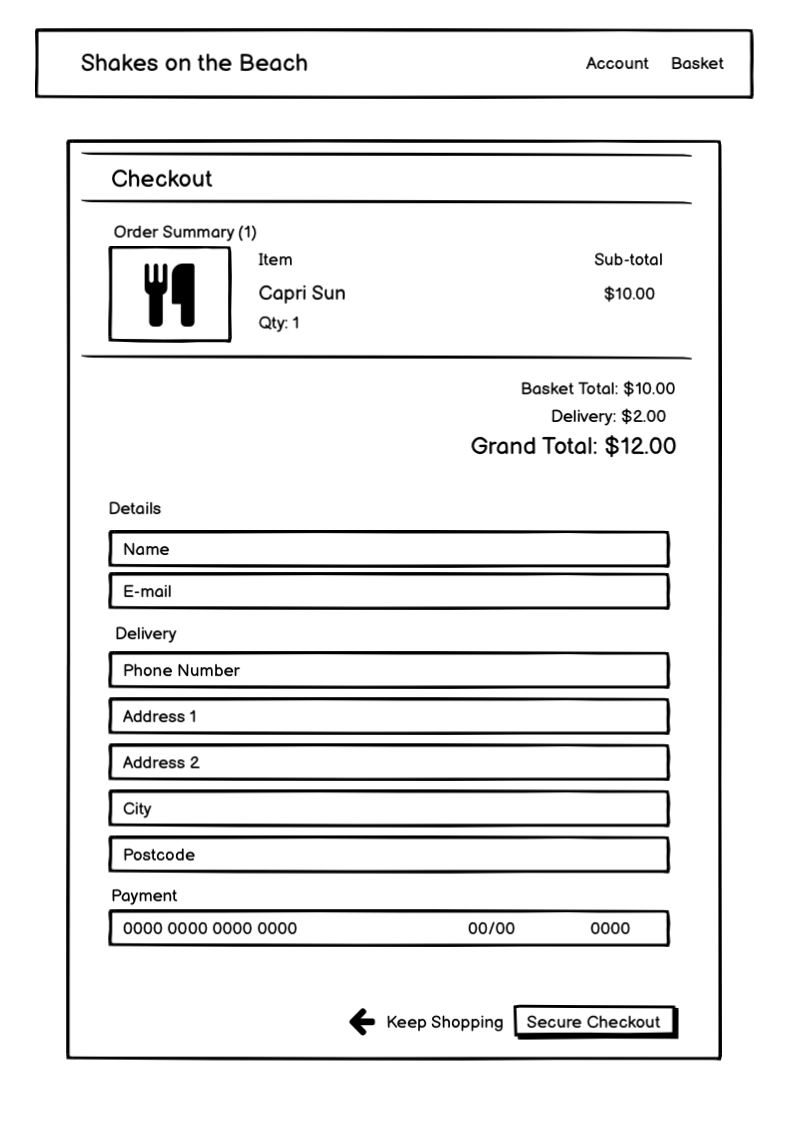 Shakes on the Beach Account Basket
Checkout
Order Summary (1)
Item Sub-total
Capri Sun $10.00
Qty: 1
Basket Total: $10.00
Delivery: $2.00
Grand Total: $12.00
Details
Name
E-mail
Delivery
Phone Number
Address 1
Address 2
City
Postcode
Payment
0000 0000 0000 0000 00/00 0000
Keep Shopping Secure Checkout